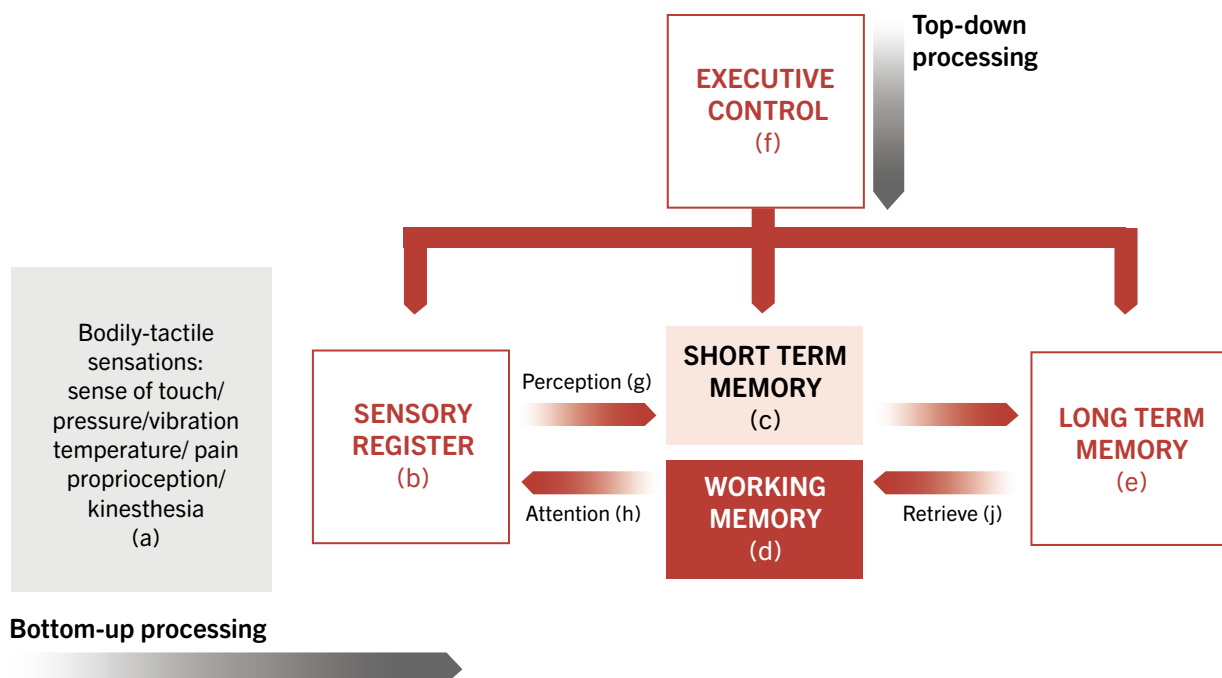 Top-down
processing
EXECUTIVE
CONTROL
(f)
Bodily-tactile
sensations:
sense of touch/
pressure/vibration
temperature/ pain
proprioception/
kinesthesia
(a)
SENSORY
REGISTER
(b)
Perception (g)
Attention (h)
SHORT TERM
MEMORY
(c)
WORKING
MEMORY
(d)
Retrieve (j)
LONG TERM
MEMORY
(e)
Bottom-up processing